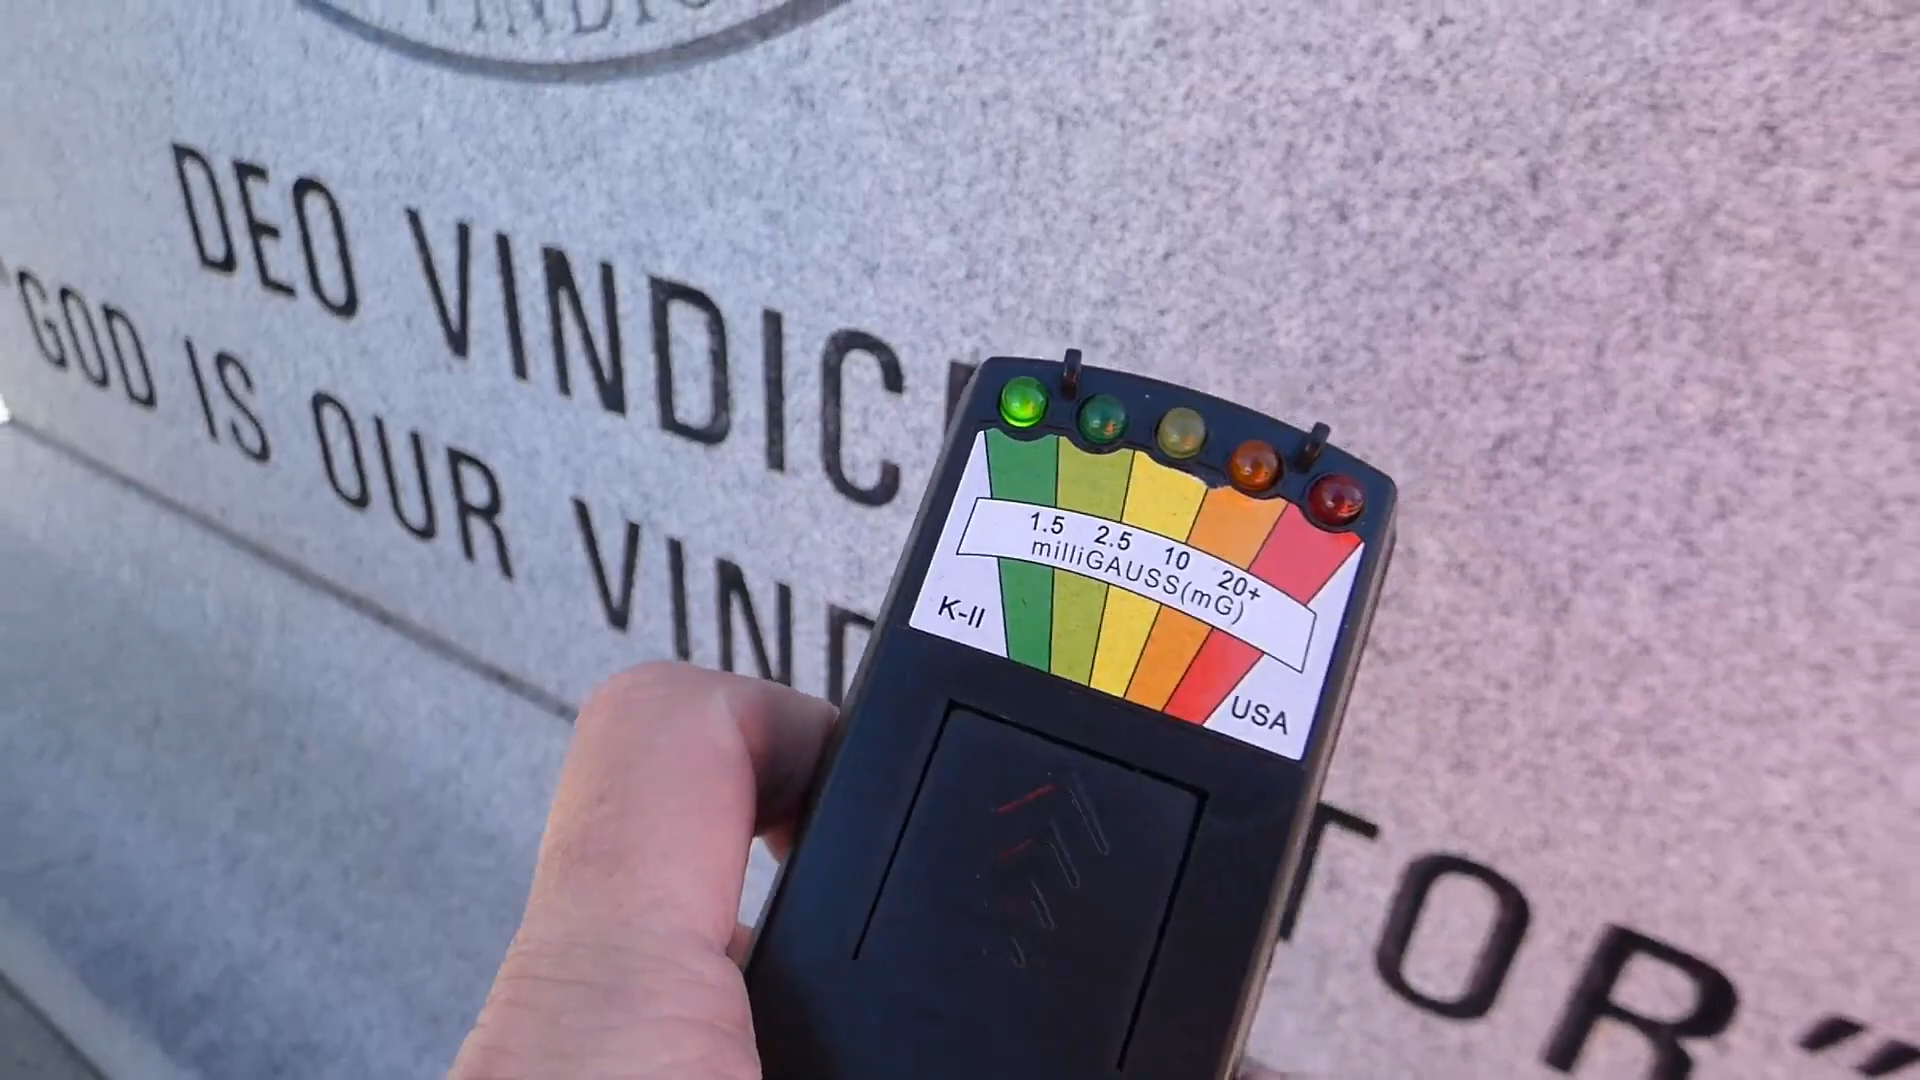 DEO VINDIC
"GOD IS OUR VIND TOR"
1.5 2.5 10 20+
milliGAUSS(mG)
K-II
USA